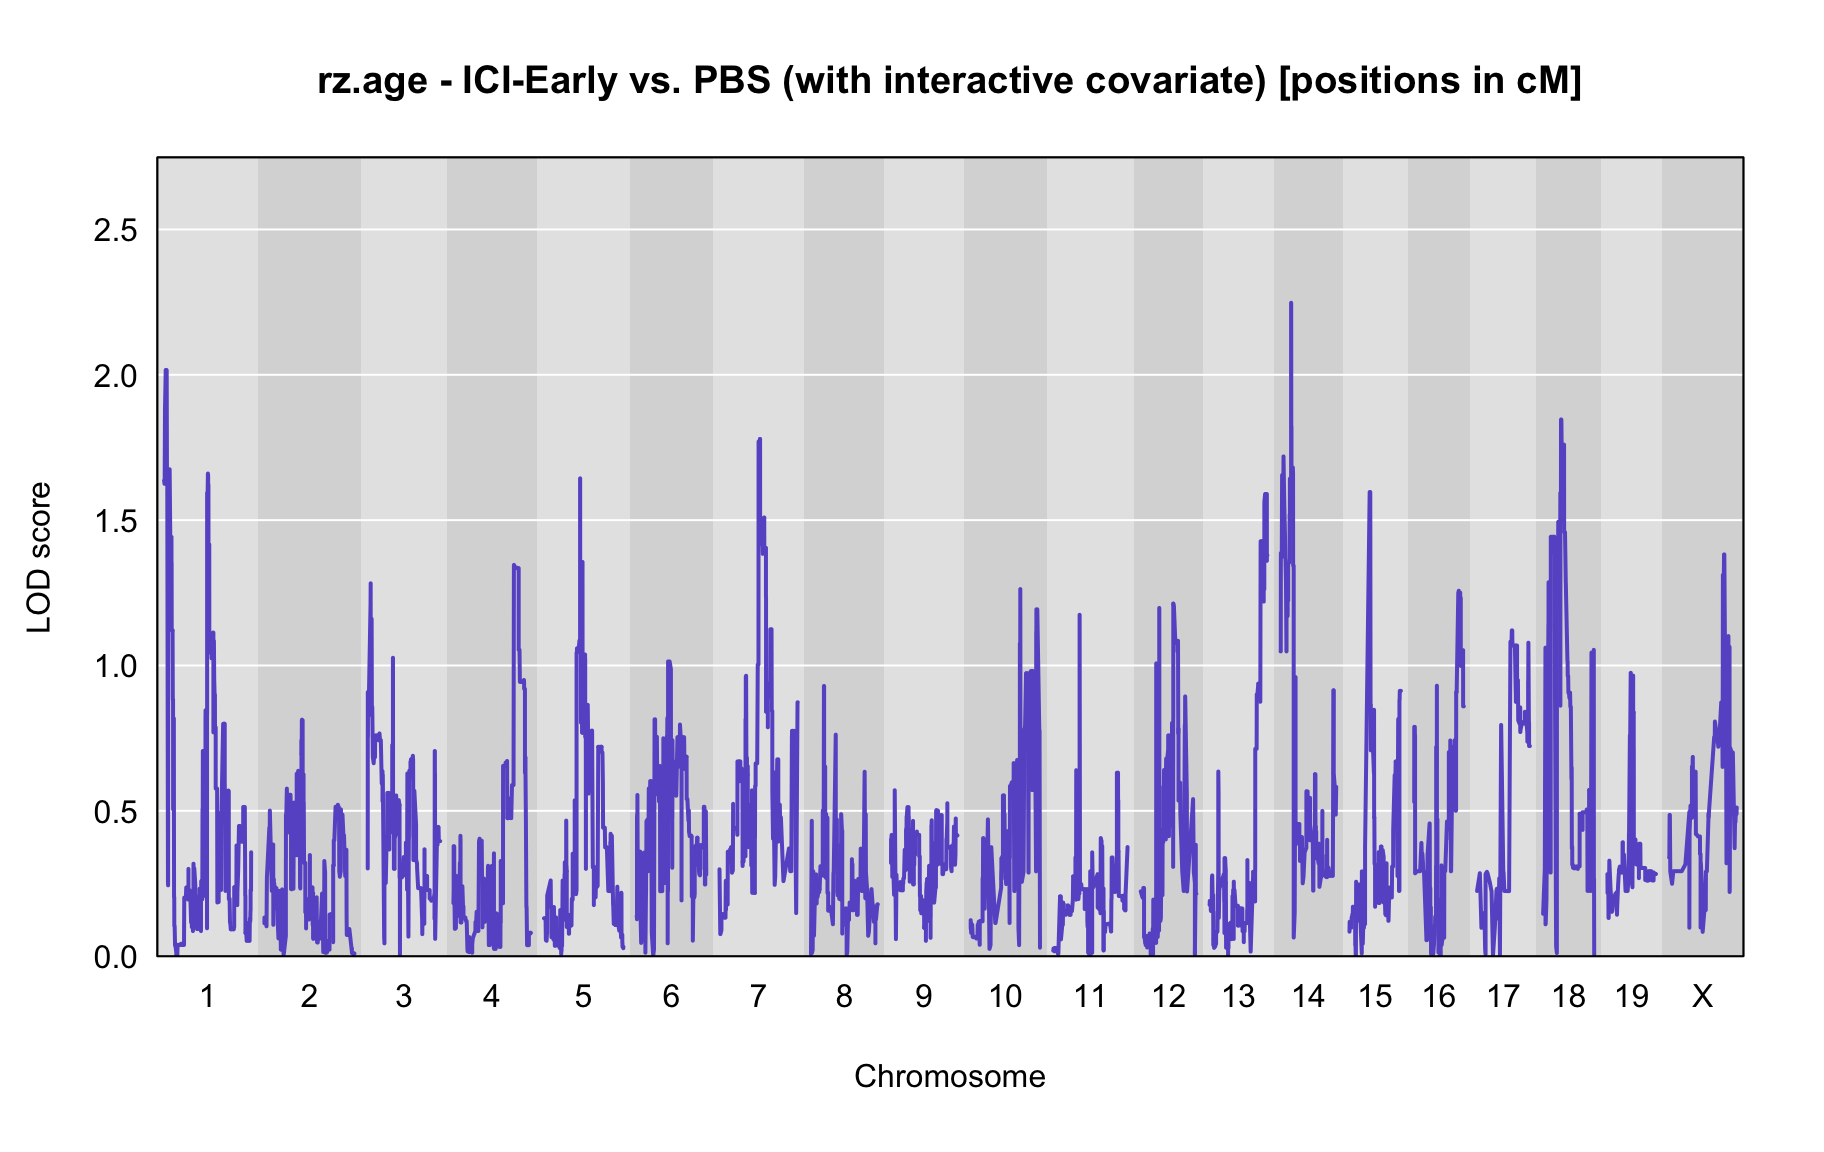 rz.age - ICI-Early vs. PBS (with interactive covariate) [positions in cM]
LOD score
2.5
2.0
1.5
1.0
0.5
0.0
1 2 3 4 5 6 7 8 9 10 11 12 13 14 15 16 17 18 19 X
Chromosome